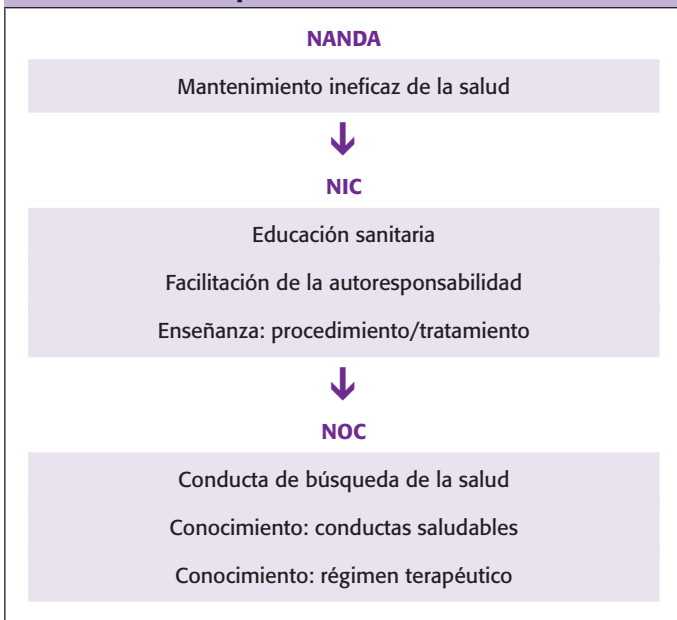 NANDA
Mantenimiento ineficaz de la salud
NIC
Educación sanitaria
Facilitación de la autoresponsabilidad
Enseñanza: procedimiento/tratamiento
NOC
Conducta de búsqueda de la salud
Conocimiento: conductas saludables
Conocimiento: régimen terapéutico